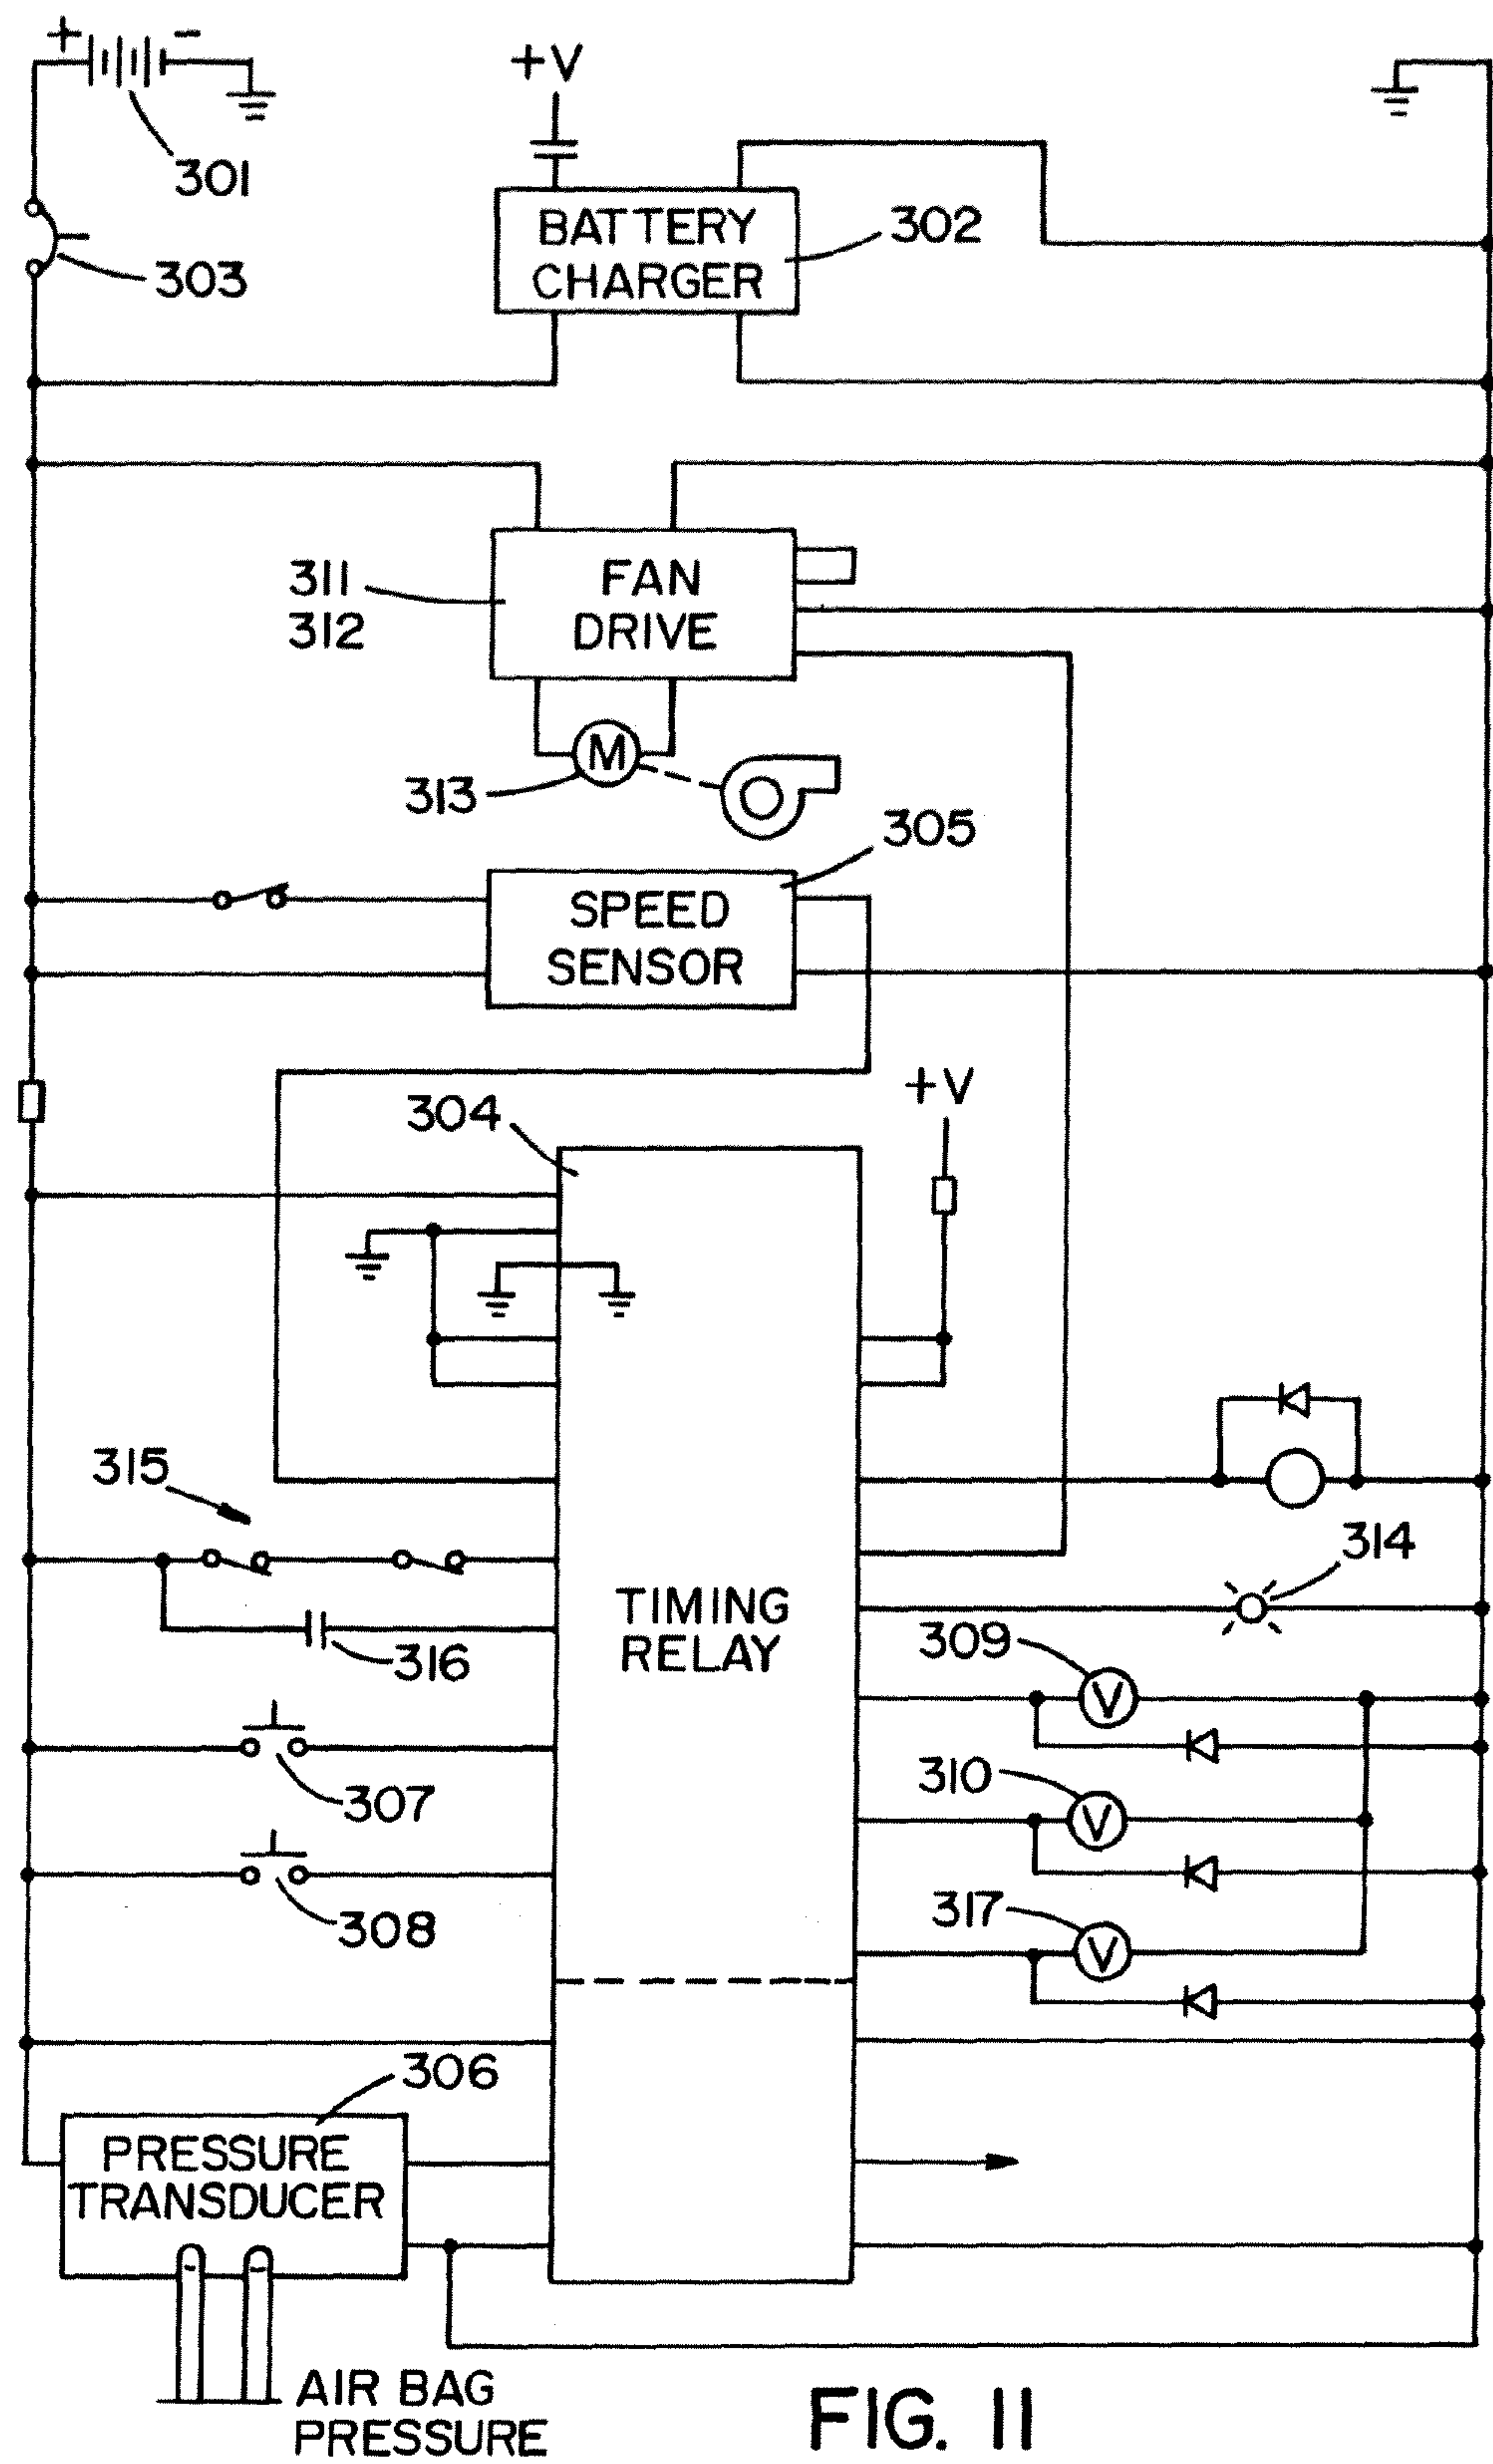 + -
+V
301
BATTERY
CHARGER
302
303
311
312
FAN
DRIVE
M
313
305
SPEED
SENSOR
+V
304
315
314
TIMING
RELAY
309
316
V
307
310
V
308
317
V
306
PRESSURE
TRANSDUCER
AIR BAG
PRESSURE
FIG. 11